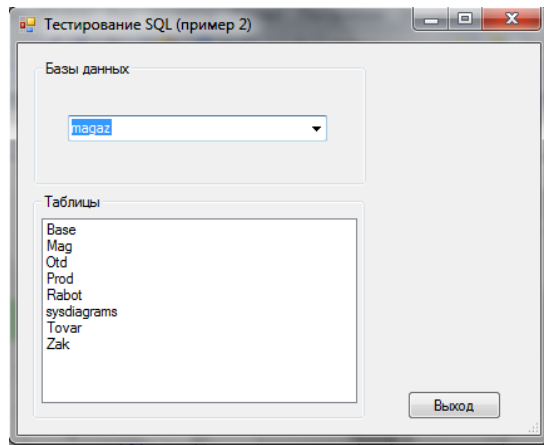 Тестирование SQL (пример 2)
Базы данных
magaz
Таблицы
Base
Mag
Otd
Prod
Rabot
sysdiagrams
Tovar
Zak
Выход